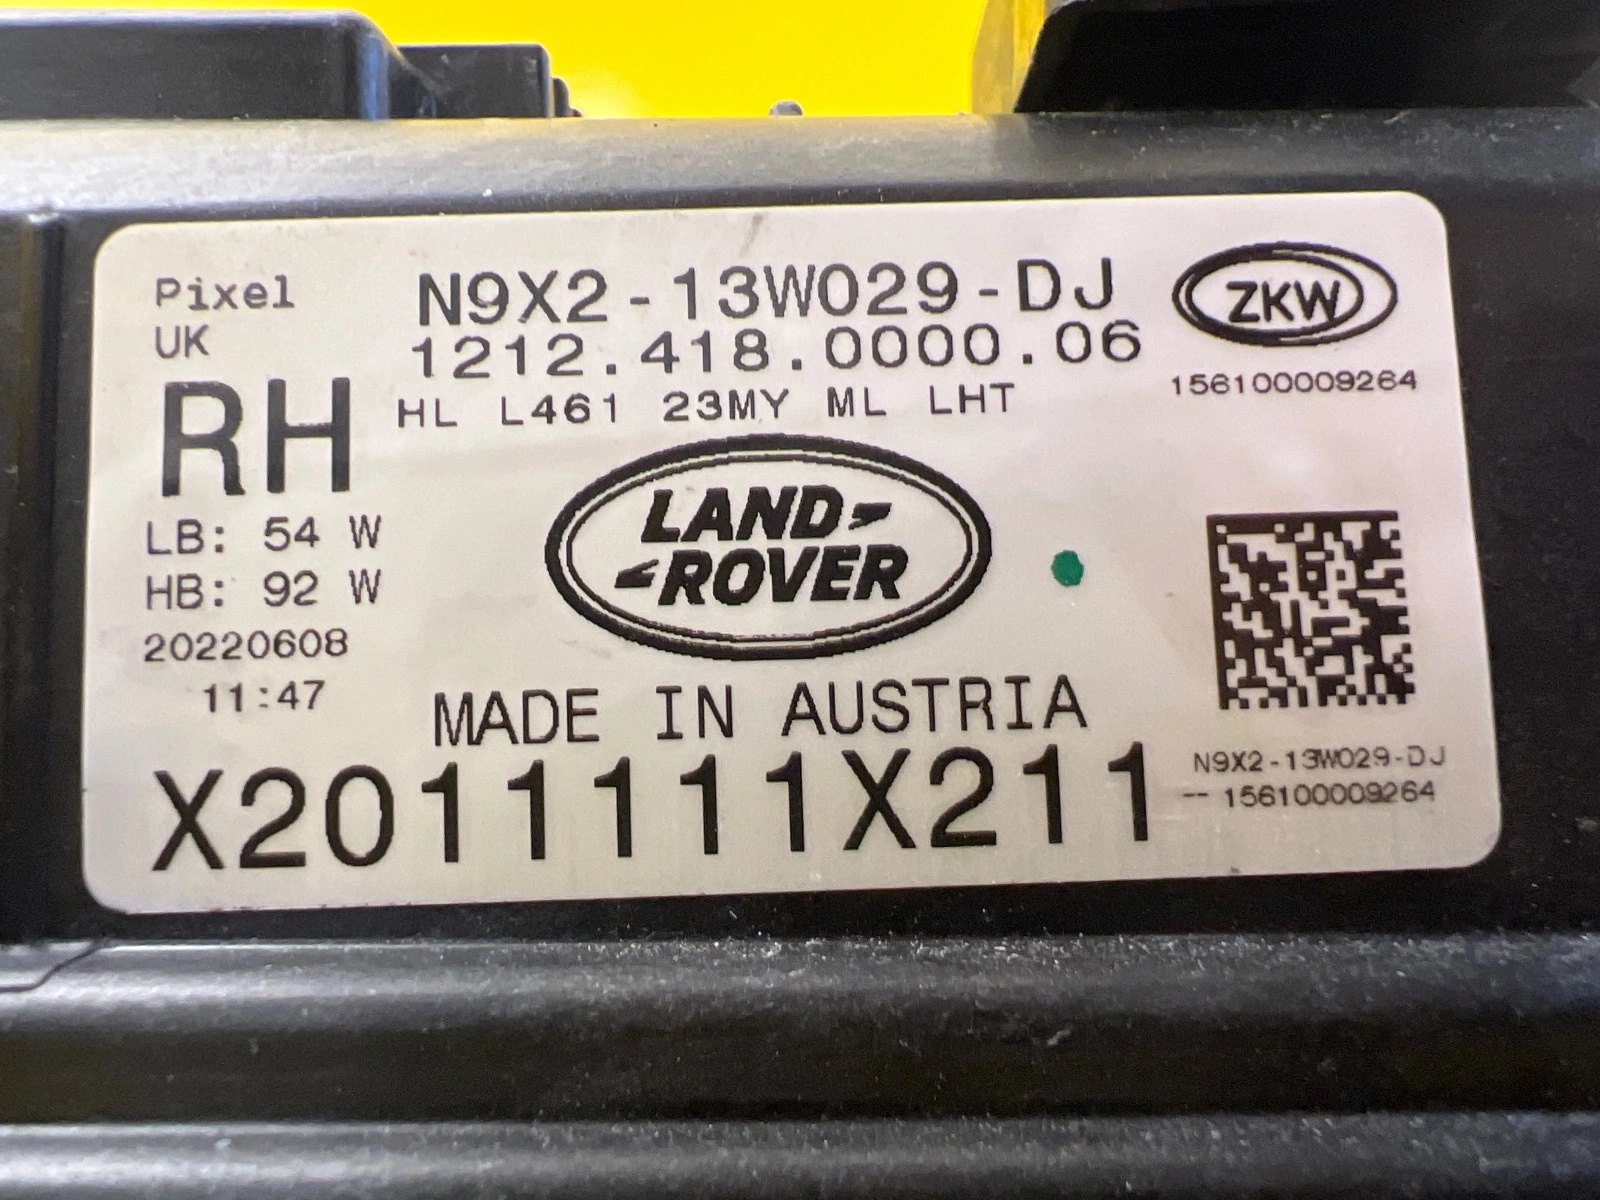 Pixel
UK
RH
LB: 54 W
HB: 92 W
20220608
11:47
N9X2-13W029-DJ
1212.418.0000.06
HL L461 23MY ML LHT
ZKW
156100009264
LAND
ROVER
MADE IN AUSTRIA
X2011111X211
N9X2-13W029-DJ
-- 156100009264